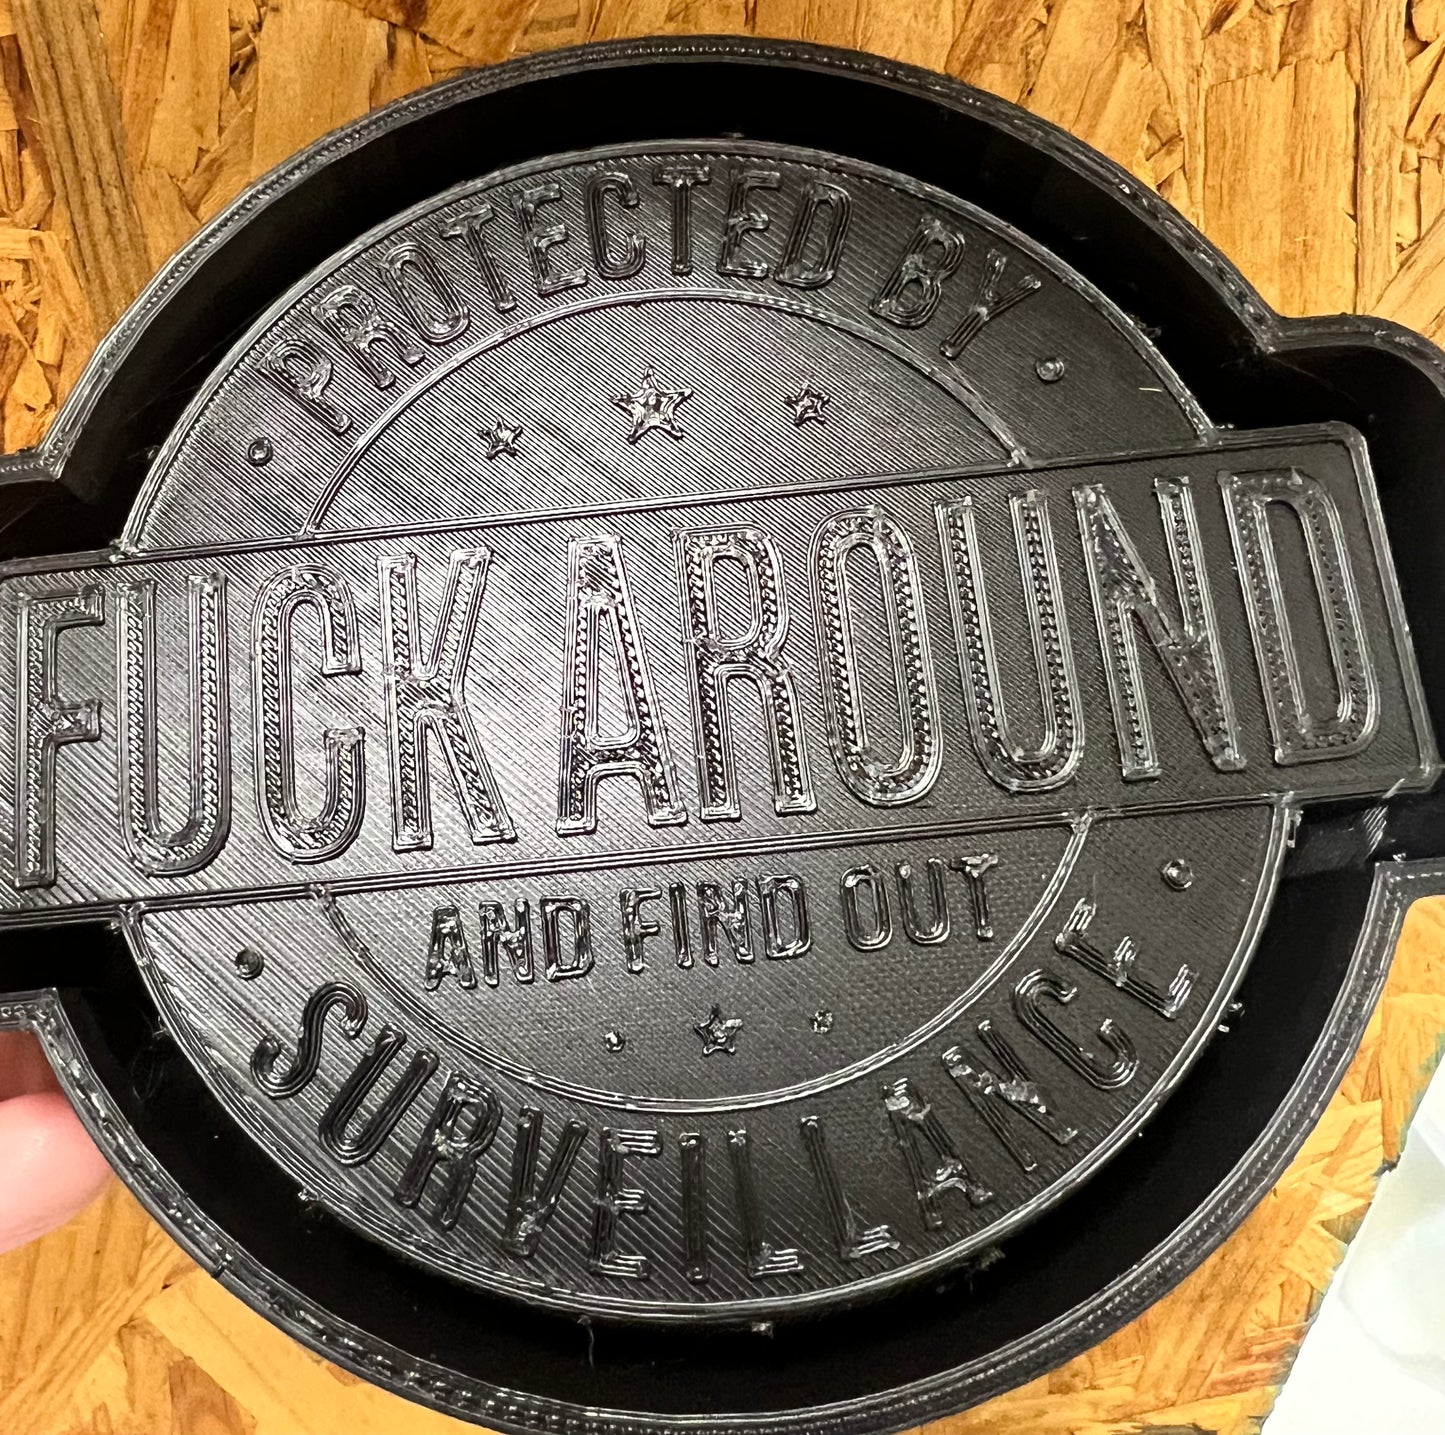 PROTECTED BY
FUCK AROUND
AND FIND OUT
SURVEILLANCE